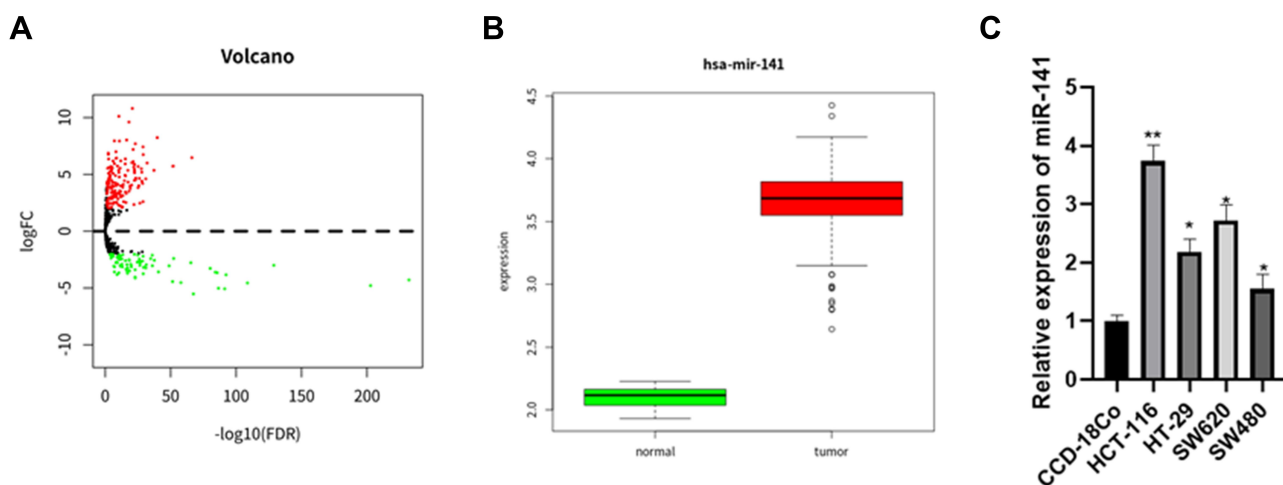 A
Volcano
logFC
10
5
0
-5
-10
0
50
100
150
200
-log10(FDR)
B
hsa-mir-141
expression
4.5
4.0
3.5
3.0
2.5
2.0
normal
tumor
C
Relative expression of miR-141
5
4
3
2
1
0
**
*
*
*
CCD-18Co
HCT-116
HT-29
SW620
SW480